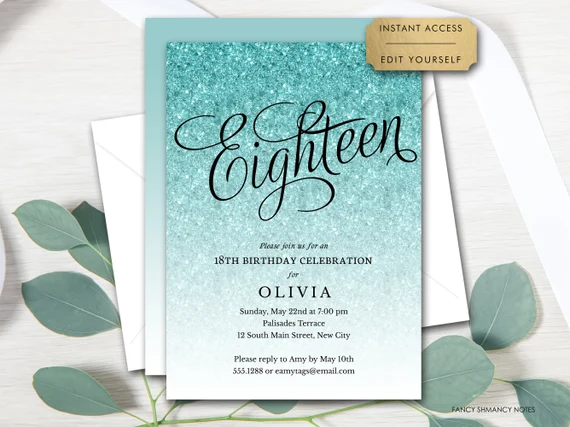 INSTANT ACCESS
EDIT YOURSELF
Eighteen
Please join us for an
18TH BIRTHDAY CELEBRATION
for
OLIVIA
Sunday, May 22nd at 7:00 pm
Palisades Terrace
12 South Main Street, New City
Please reply to Amy by May 10th
555.1288 or eamytags@email.com
FANCY SHMANCY NOTES